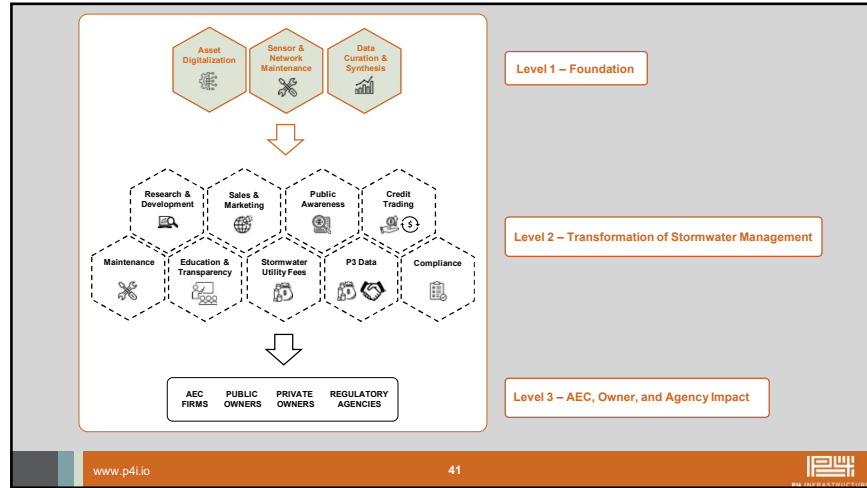 Asset
Digitalization
Sensor &
Network
Maintenance
Data
Curation &
Synthesis
Level 1 – Foundation
Research &
Development
Sales &
Marketing
Public
Awareness
Credit
Trading
Maintenance
Education &
Transparency
Stormwater
Utility Fees
P3 Data
Compliance
Level 2 – Transformation of Stormwater Management
AEC
FIRMS
PUBLIC
OWNERS
PRIVATE
OWNERS
REGULATORY
AGENCIES
Level 3 – AEC, Owner, and Agency Impact
www.p4i.io
41
P4 INFRASTRUCTURE